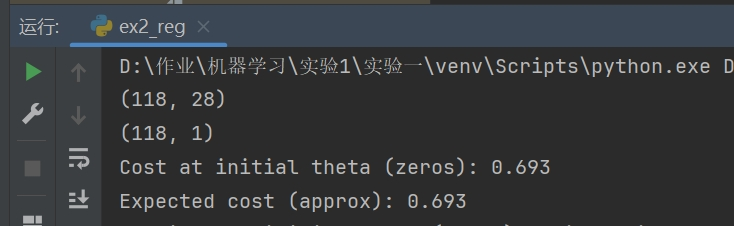 运行: ex2_reg
D:\作业\机器学习\实验1\实验一\venv\Scripts\python.exe D
(118, 28)
(118, 1)
Cost at initial theta (zeros): 0.693
Expected cost (approx): 0.693